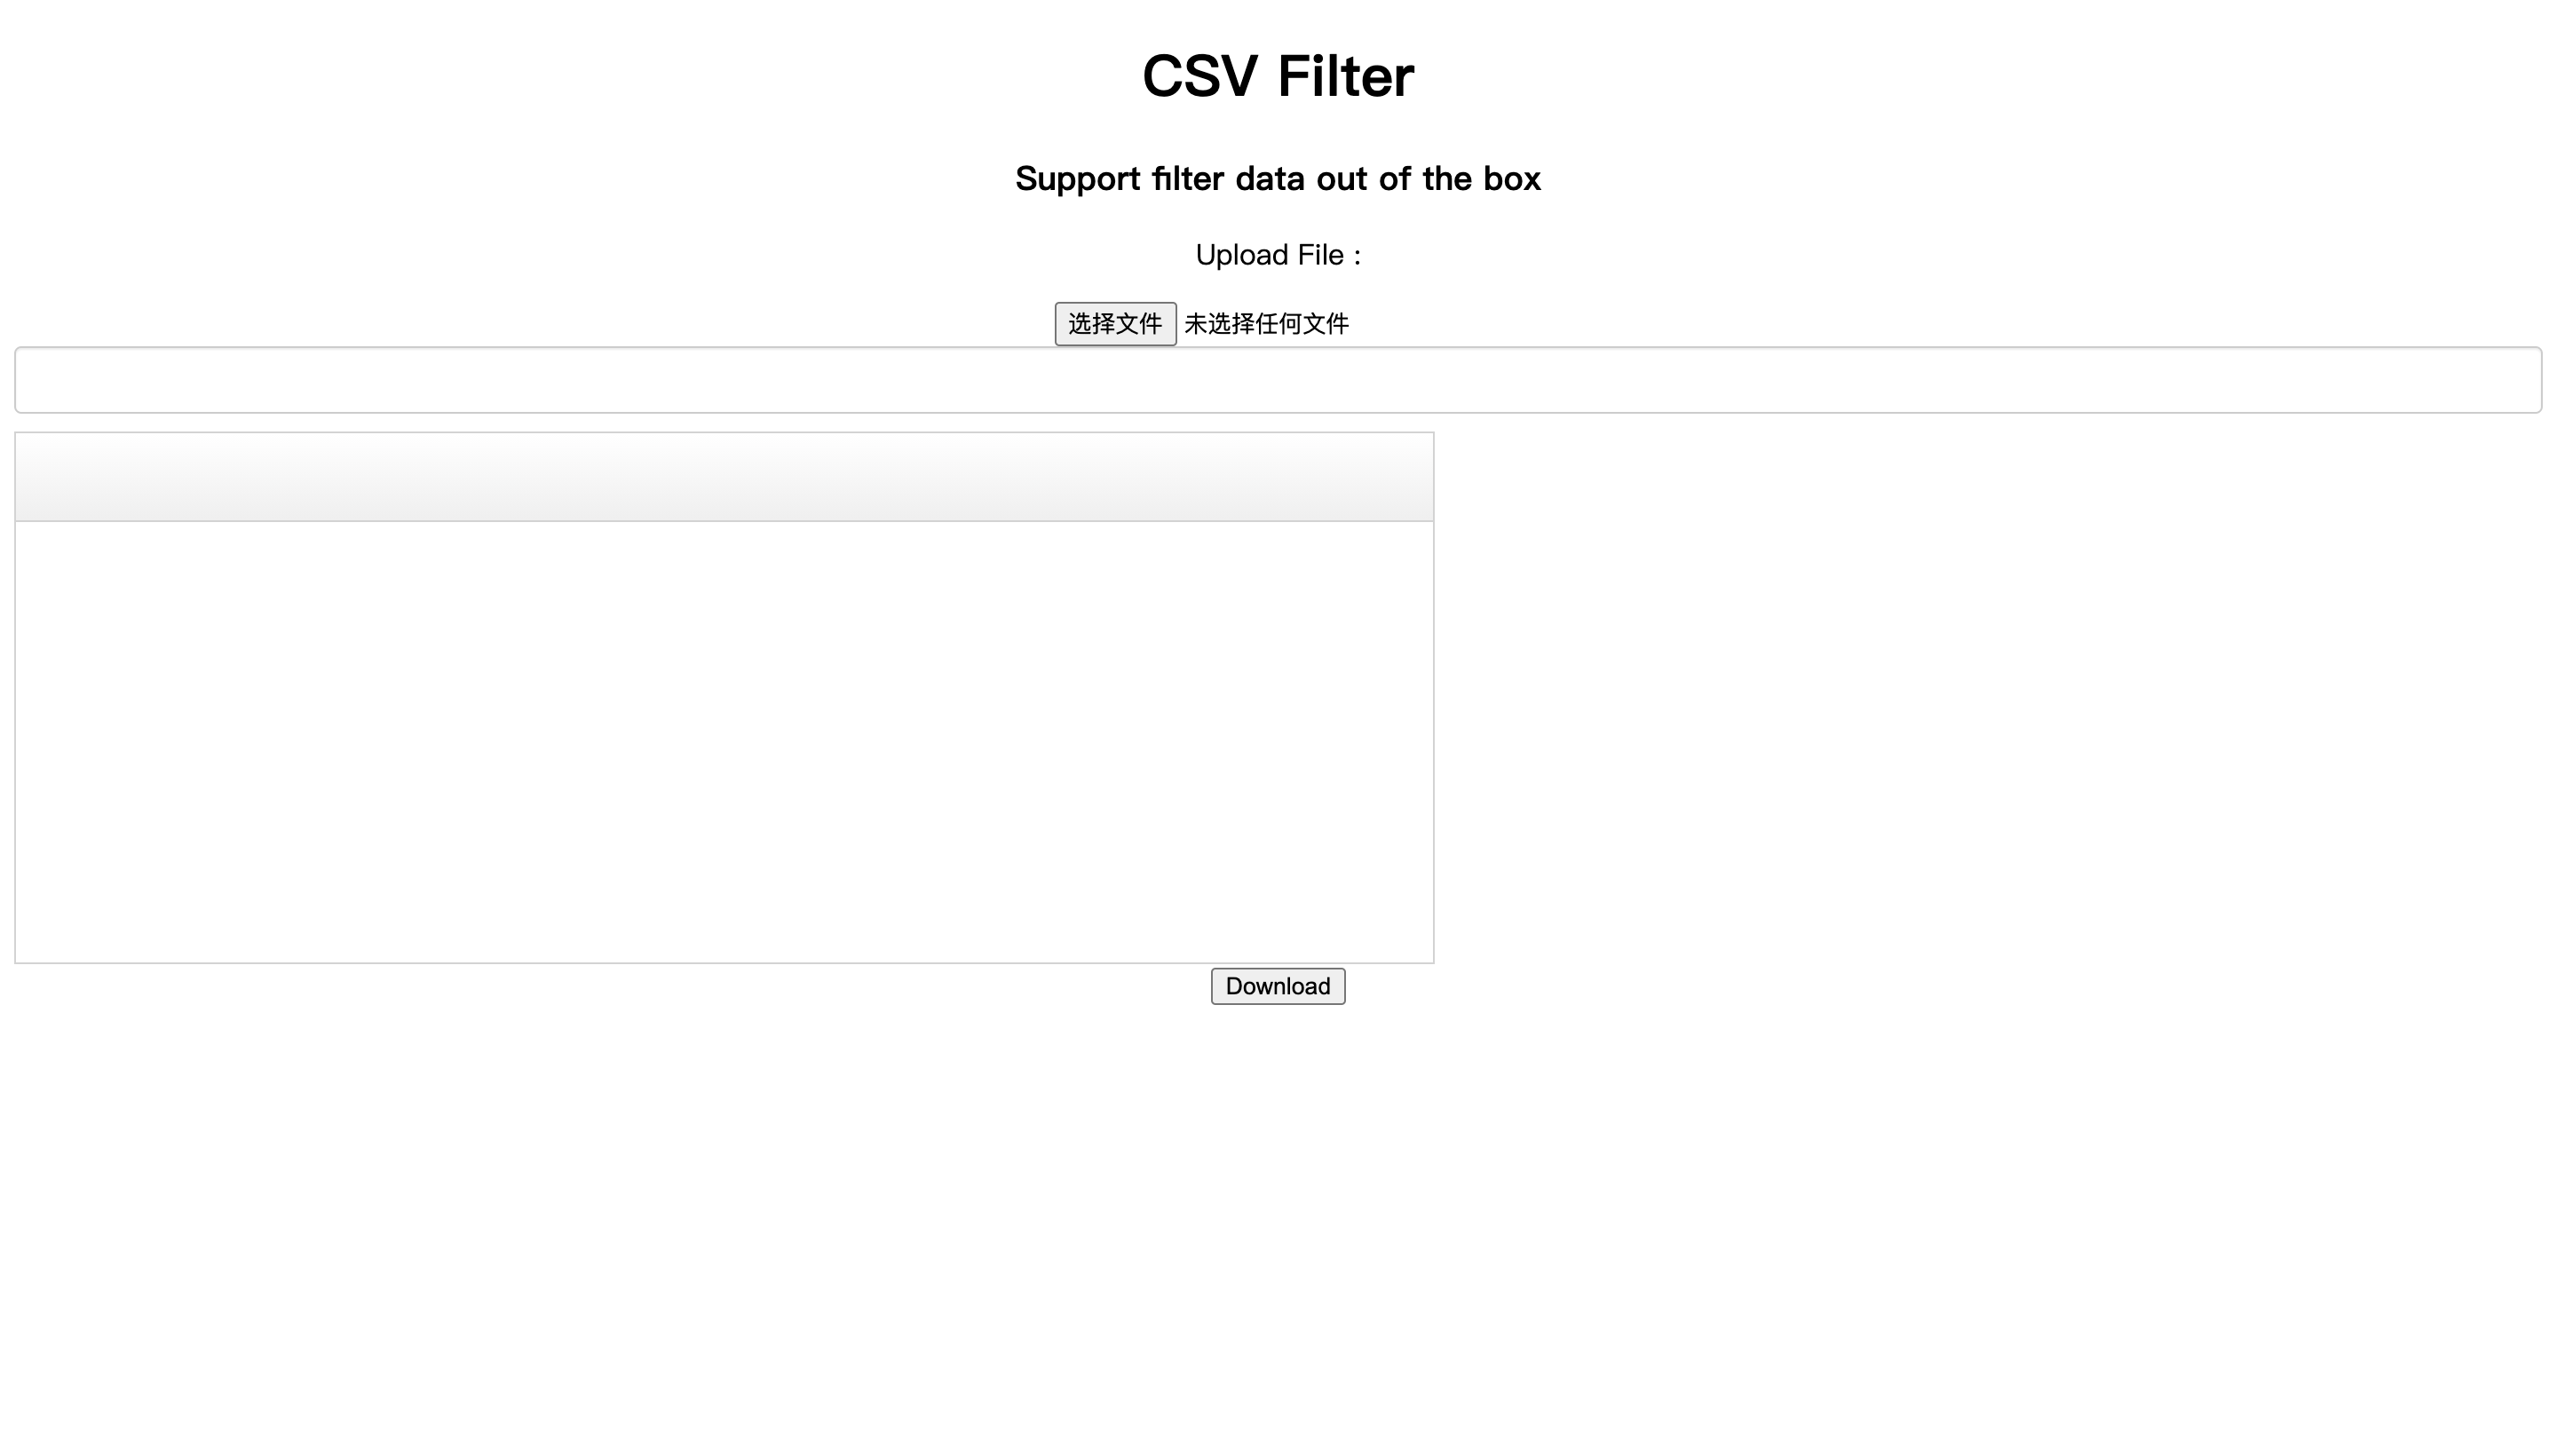 CSV Filter
Support filter data out of the box
Upload File :
选择文件 未选择任何文件
Download